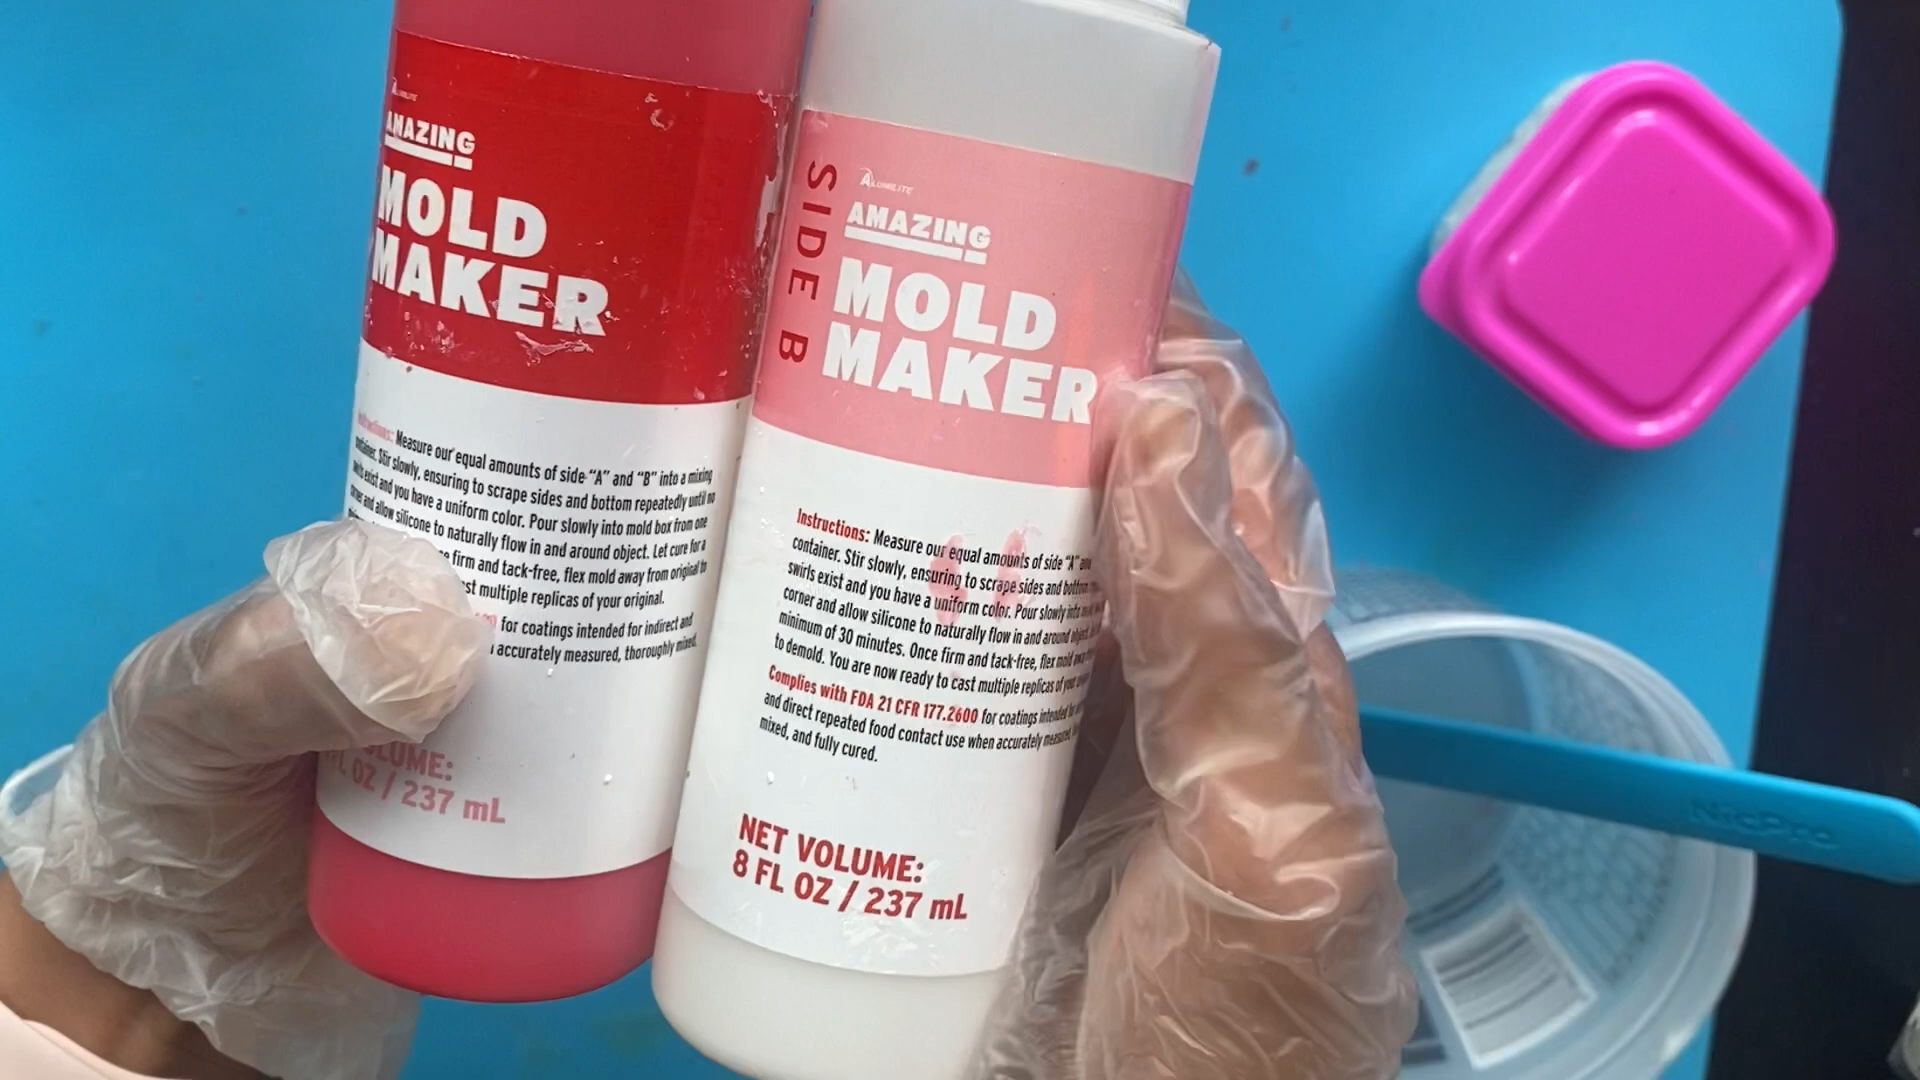 ALUMILITE
AMAZING
MOLD
MAKER
Instructions: Measure our equal amounts of side "A" and "B" into a mixing
container. Stir slowly, ensuring to scrape sides and bottom repeatedly until no
swirls exist and you have a uniform color. Pour slowly into mold box from one
corner and allow silicone to naturally flow in and around object. Let cure for a
firm and tack-free, flex mold away from original to
multiple replicas of your original.
for coatings intended for indirect and
accurately measured, thoroughly mixed,
VOLUME:
FL OZ / 237 mL
SIDE B
ALUMILITE
AMAZING
MOLD
MAKER
Instructions: Measure our equal amounts of side "A" and
container. Stir slowly, ensuring to scrape sides and bottom
swirls exist and you have a uniform color. Pour slowly into
corner and allow silicone to naturally flow in and around object.
minimum of 30 minutes. Once firm and tack-free, flex mold away
to demold. You are now ready to cast multiple replicas of your
Complies with FDA 21 CFR 177.2600 for coatings intended
and direct repeated food contact use when accurately measured,
mixed, and fully cured.
NET VOLUME:
8 FL OZ / 237 mL
NicPro